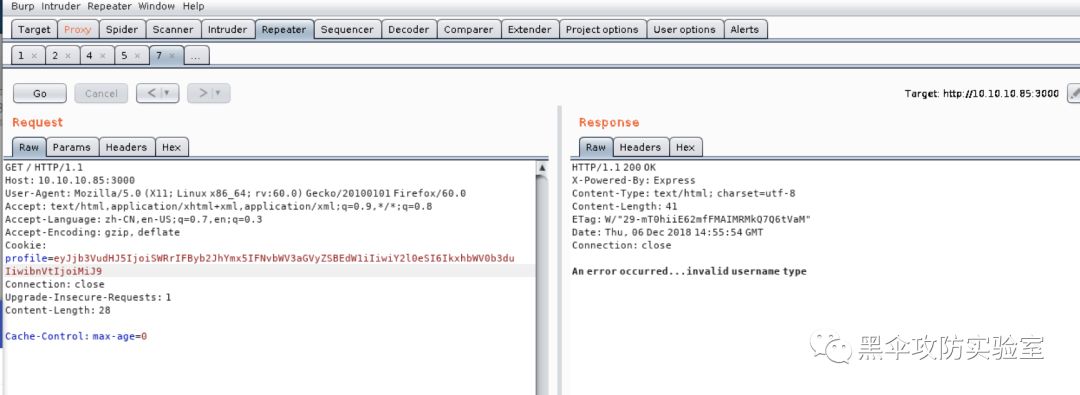 Burp Intruder Repeater Window Help
Target Proxy Spider Scanner Intruder Repeater Sequencer Decoder Comparer Extender Project options User options Alerts
1 × 2 × 4 × 5 × 7 × ...
Go Cancel < | ▼ > | ▼ Target: http://10.10.10.85:3000
Request
Raw Params Headers Hex
GET / HTTP/1.1
Host: 10.10.10.85:3000
User-Agent: Mozilla/5.0 (X11; Linux x86_64; rv:60.0) Gecko/20100101 Firefox/60.0
Accept: text/html,application/xhtml+xml,application/xml;q=0.9,*/*;q=0.8
Accept-Language: zh-CN,en-US;q=0.7,en;q=0.3
Accept-Encoding: gzip, deflate
Cookie:
profile=eyJjb3VudHJ5IjoiSWRrIFByb2JhYmx5IFNvbWV3aGVyZSBEdW1iIiwiY2l0eSI6IkxhbWV0b3du
IiwibnVtIjoiMiJ9
Connection: close
Upgrade-Insecure-Requests: 1
Content-Length: 28
Cache-Control: max-age=0
Response
Raw Headers Hex
HTTP/1.1 200 OK
X-Powered-By: Express
Content-Type: text/html; charset=utf-8
Content-Length: 41
ETag: W/"29-mT0hiiE62mfFMAIMRMkQ7Q6tVaM"
Date: Thu, 06 Dec 2018 14:55:54 GMT
Connection: close
An error occurred...invalid username type
黑伞攻防实验室